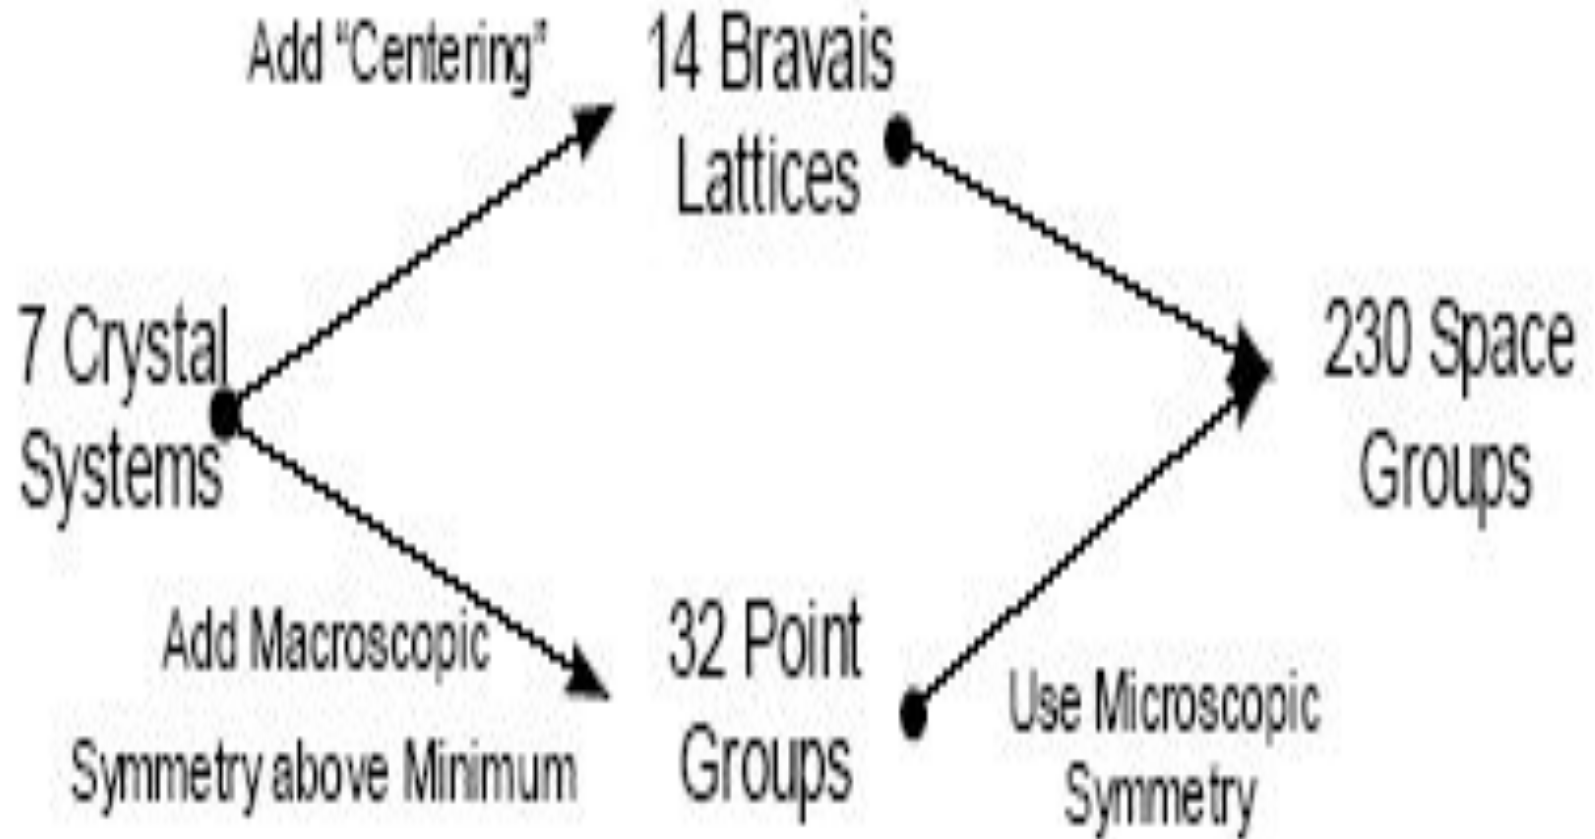 Add "Centering"
14 Bravais
Lattices
7 Crystal
Systems
230 Space
Groups
Add Macroscopic
Symmetry above Minimum
32 Point
Groups
Use Microscopic
Symmetry